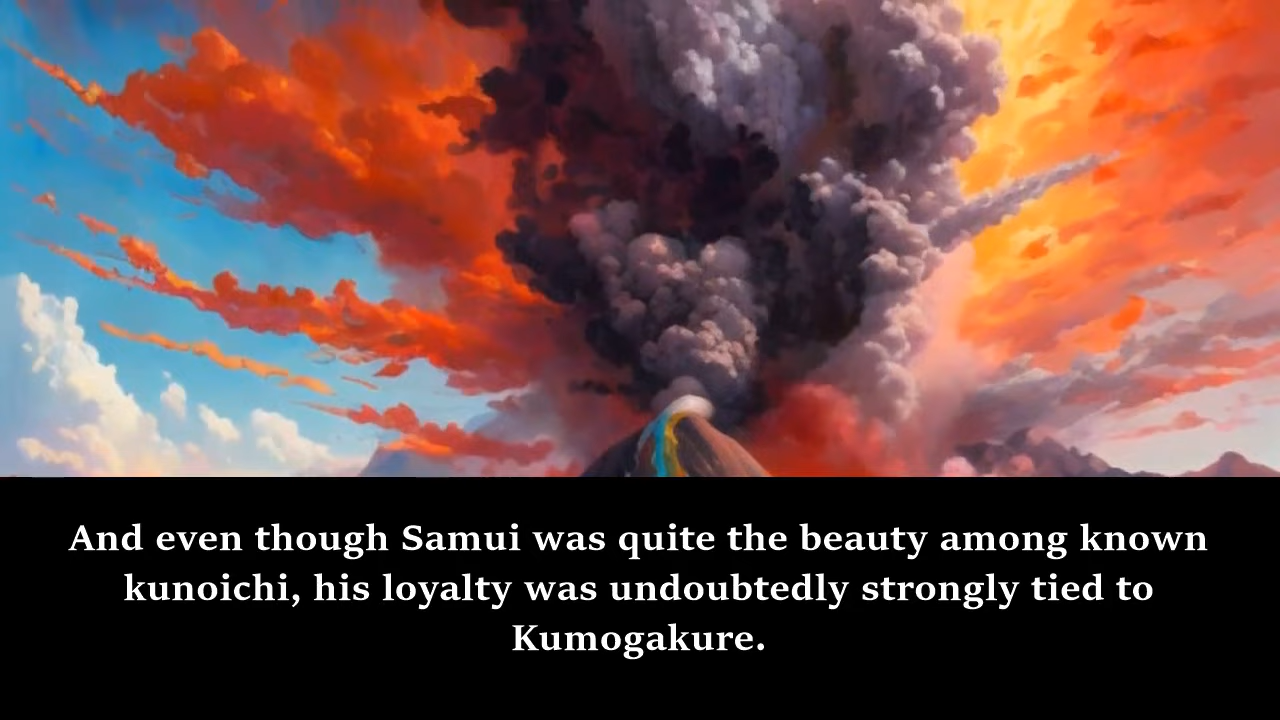 And even though Samui was quite the beauty among known
kunoichi, his loyalty was undoubtedly strongly tied to
Kumogakure.